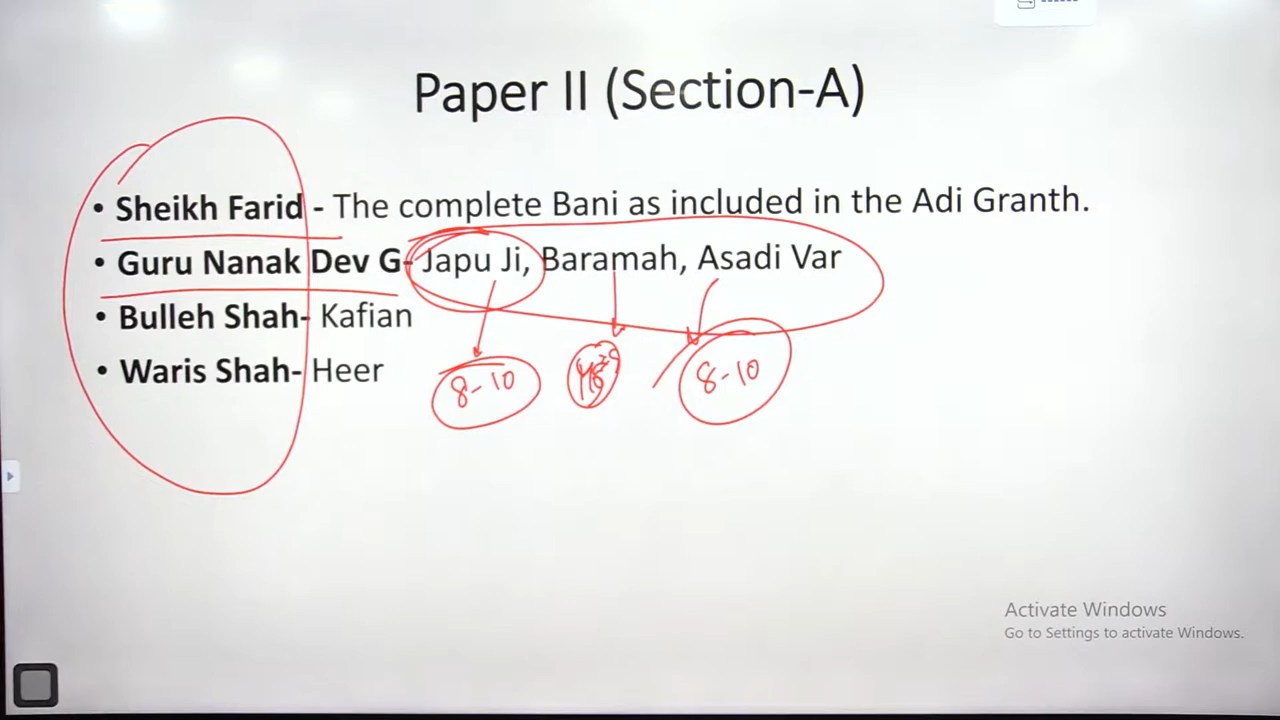 Paper II (Section-A)
• Sheikh Farid - The complete Bani as included in the Adi Granth.
• Guru Nanak Dev G- Japu Ji, Baramah, Asadi Var
• Bulleh Shah- Kafian
• Waris Shah- Heer
8-10
8-10
Activate Windows
Go to Settings to activate Windows.